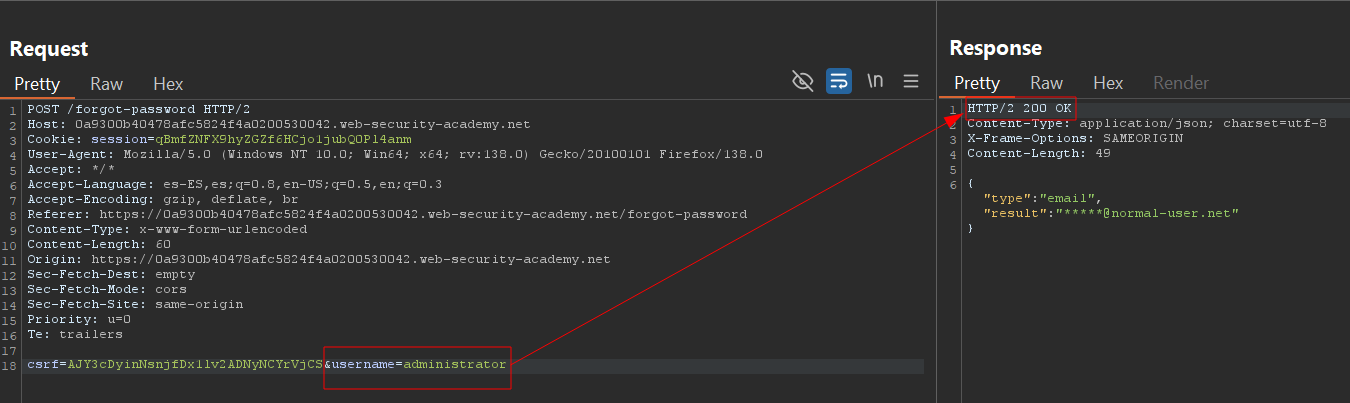 Request
Pretty Raw Hex
\n
1 POST /forgot-password HTTP/2
2 Host: 0a9300b40478afc5824f4a0200530042.web-security-academy.net
3 Cookie: session=qBmfZNFX9hyZGZf6HCjo1jubQOPl4anm
4 User-Agent: Mozilla/5.0 (Windows NT 10.0; Win64; x64; rv:138.0) Gecko/20100101 Firefox/138.0
5 Accept: */*
6 Accept-Language: es-ES,es;q=0.8,en-US;q=0.5,en;q=0.3
7 Accept-Encoding: gzip, deflate, br
8 Referer: https://0a9300b40478afc5824f4a0200530042.web-security-academy.net/forgot-password
9 Content-Type: x-www-form-urlencoded
10 Content-Length: 60
11 Origin: https://0a9300b40478afc5824f4a0200530042.web-security-academy.net
12 Sec-Fetch-Dest: empty
13 Sec-Fetch-Mode: cors
14 Sec-Fetch-Site: same-origin
15 Priority: u=0
16 Te: trailers
17
18 csrf=AJY3cDyinNsnjfDx1lv2ADNyNCYrVjCS&username=administrator
Response
Pretty Raw Hex Render
1 HTTP/2 200 OK
2 Content-Type: application/json; charset=utf-8
3 X-Frame-Options: SAMEORIGIN
4 Content-Length: 49
5
6 {
"type":"email",
"result":"*****@normal-user.net"
}